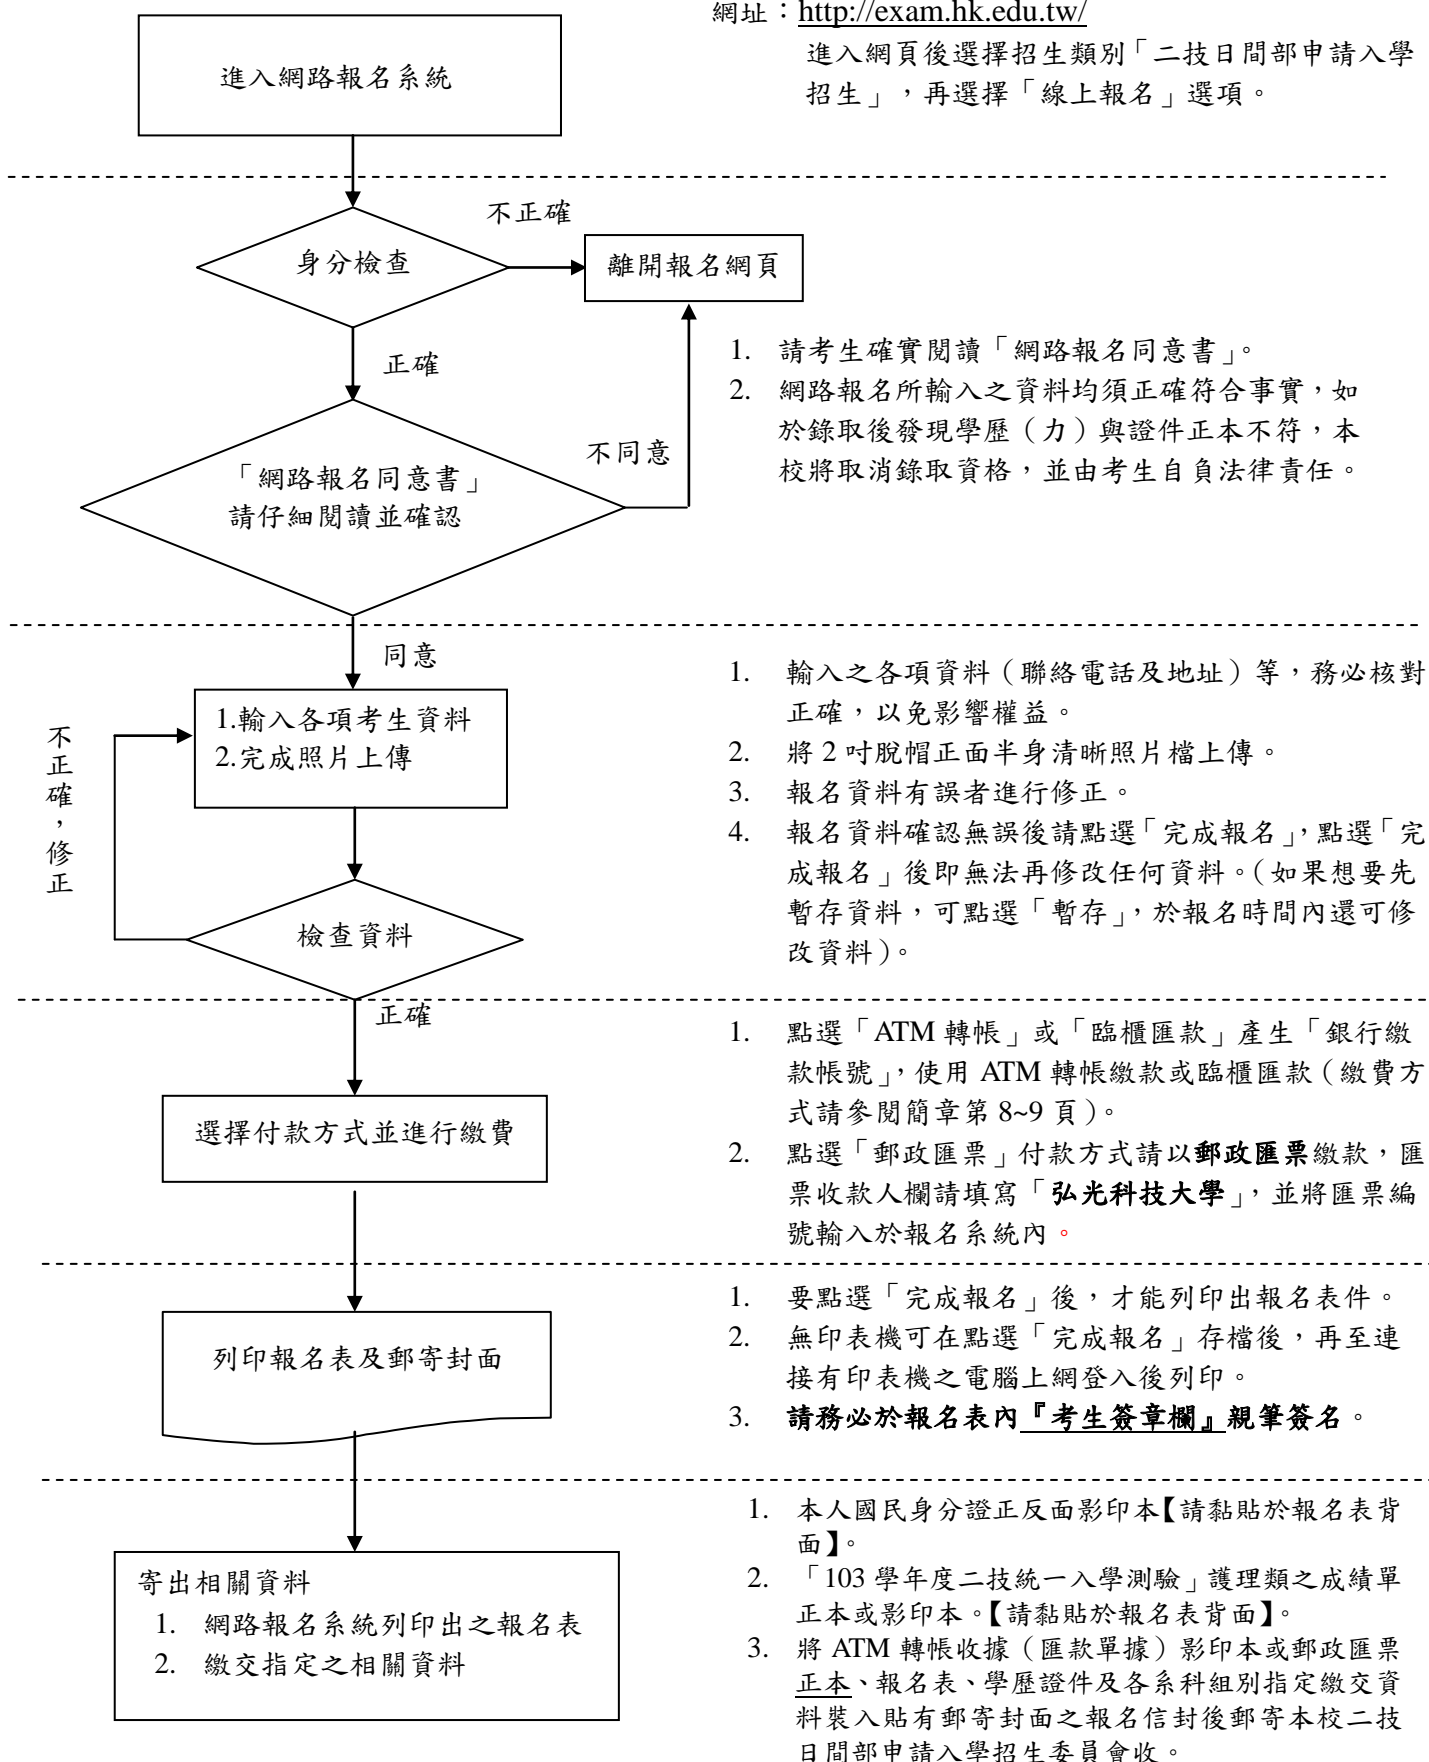 網址：http://exam.hk.edu.tw/
進入網頁後選擇招生類別「二技日間部申請入學
招生」，再選擇「線上報名」選項。
進入網路報名系統
不正確
身分檢查
離開報名網頁
正確
1. 請考生確實閱讀「網路報名同意書」。
2. 網路報名所輸入之資料均須正確符合事實，如
於錄取後發現學歷（力）與證件正本不符，本
校將取消錄取資格，並由考生自負法律責任。
不同意
「網路報名同意書」
請仔細閱讀並確認
同意
1.輸入各項考生資料
2.完成照片上傳
不正確，修正
檢查資料
1. 輸入之各項資料（聯絡電話及地址）等，務必核對
正確，以免影響權益。
2. 將 2 吋脫帽正面半身清晰照片檔上傳。
3. 報名資料有誤者進行修正。
4. 報名資料確認無誤後請點選「完成報名」，點選「完
成報名」後即無法再修改任何資料。（如果想要先
暫存資料，可點選「暫存」，於報名時間內還可修
改資料）。
正確
選擇付款方式並進行繳費
1. 點選「ATM 轉帳」或「臨櫃匯款」產生「銀行繳
款帳號」，使用 ATM 轉帳繳款或臨櫃匯款（繳費方
式請參閱簡章第 8~9 頁）。
2. 點選「郵政匯票」付款方式請以郵政匯票繳款，匯
票收款人欄請填寫「弘光科技大學」，並將匯票編
號輸入於報名系統內。
列印報名表及郵寄封面
1. 要點選「完成報名」後，才能列印出報名表件。
2. 無印表機可在點選「完成報名」存檔後，再至連
接有印表機之電腦上網登入後列印。
3. 請務必於報名表內『考生簽章欄』親筆簽名。
寄出相關資料
1. 網路報名系統列印出之報名表
2. 繳交指定之相關資料
1. 本人國民身分證正反面影印本【請黏貼於報名表背
面】。
2. 「103 學年度二技統一入學測驗」護理類之成績單
正本或影印本。【請黏貼於報名表背面】。
3. 將 ATM 轉帳收據（匯款單據）影印本或郵政匯票
正本、報名表、學歷證件及各系科組別指定繳交資
料裝入貼有郵寄封面之報名信封後郵寄本校二技
日間部申請入學招生委員會收。